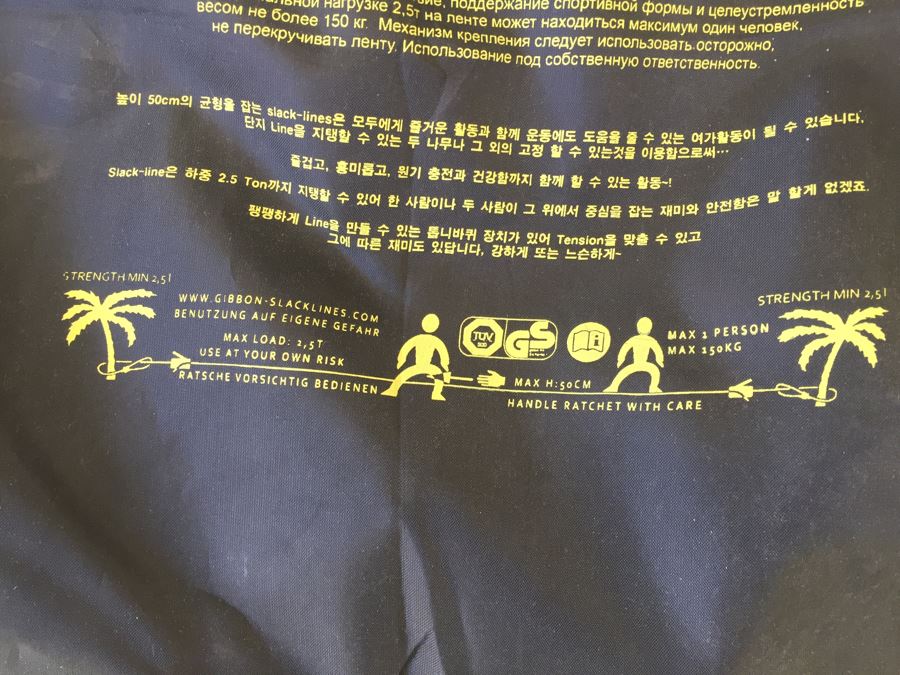 поддержание спортивной формы и целеустремленность
нагрузке 2,5т на ленте может находиться максимум один человек,
весом не более 150 кг. Механизм крепления следует использовать осторожно,
не перекручивать ленту. Использование под собственную ответственность.
높이 50cm의 균형을 잡는 slack-lines은 모두에게 즐거운 활동과 함께 운동에도 도움을 줄 수 있는 여가활동이 될 수 있습니다.
단지 Line을 지탱할 수 있는 두 나무나 그 외의 고정 할 수 있는것을 이용함으로써…
즐겁고, 흥미롭고, 원기 충전과 건강함까지 함께 할 수 있는 활동~!
Slack-line은 하중 2.5 Ton까지 지탱할 수 있어 한 사람이나 두 사람이 그 위에서 중심을 잡는 재미와 안전함은 말 할게 없겠죠.
팽팽하게 Line을 만들 수 있는 톱니바퀴 장치가 있어 Tension을 맞출 수 있고
그에 따른 재미도 있답니다, 강하게 또는 느슨하게~
STRENGTH MIN 2,5t
STRENGTH MIN 2,5t
WWW.GIBBON-SLACKLINES.COM
BENUTZUNG AUF EIGENE GEFAHR
MAX LOAD: 2,5T
USE AT YOUR OWN RISK
RATSCHE VORSICHTIG BEDIENEN
TÜV
SÜD
GS
MAX 1 PERSON
MAX 150KG
MAX H:50CM
HANDLE RATCHET WITH CARE